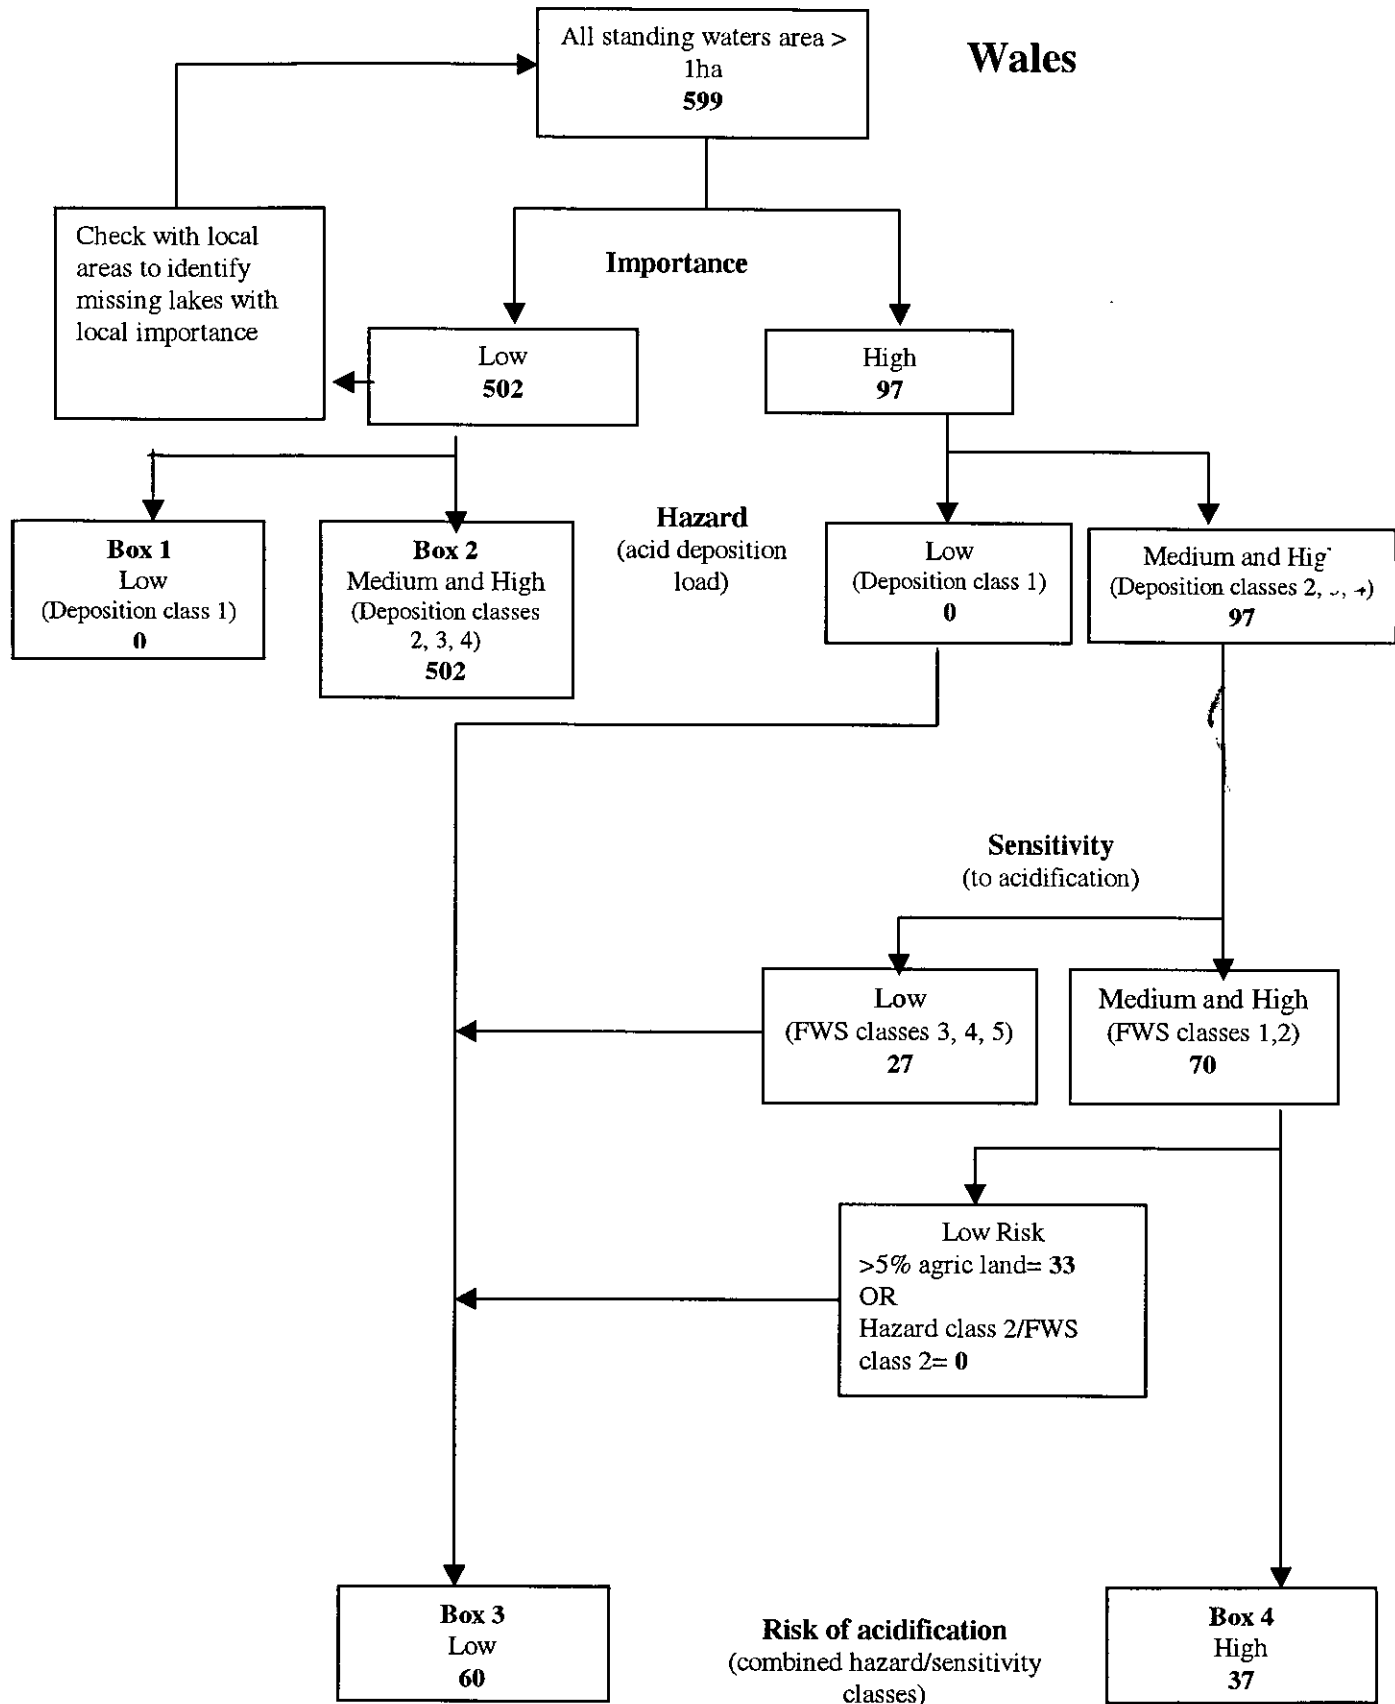 All standing waters area >
1ha
599
Wales
Check with local
areas to identify
missing lakes with
local importance
Importance
Low
502
High
97
Box 1
Low
(Deposition class 1)
0
Box 2
Medium and High
(Deposition classes
2, 3, 4)
502
Hazard
(acid deposition
load)
Low
(Deposition class 1)
0
Medium and
(Deposition classes 2,
97
Sensitivity
(to acidification)
Low
(FWS classes 3, 4, 5)
27
Medium and High
(FWS classes 1,2)
70
Low Risk
>5% agric land= 33
OR
Hazard class 2/FWS
class 2= 0
Box 3
Low
60
Risk of acidification
(combined hazard/sensitivity
classes)
Box 4
High
37